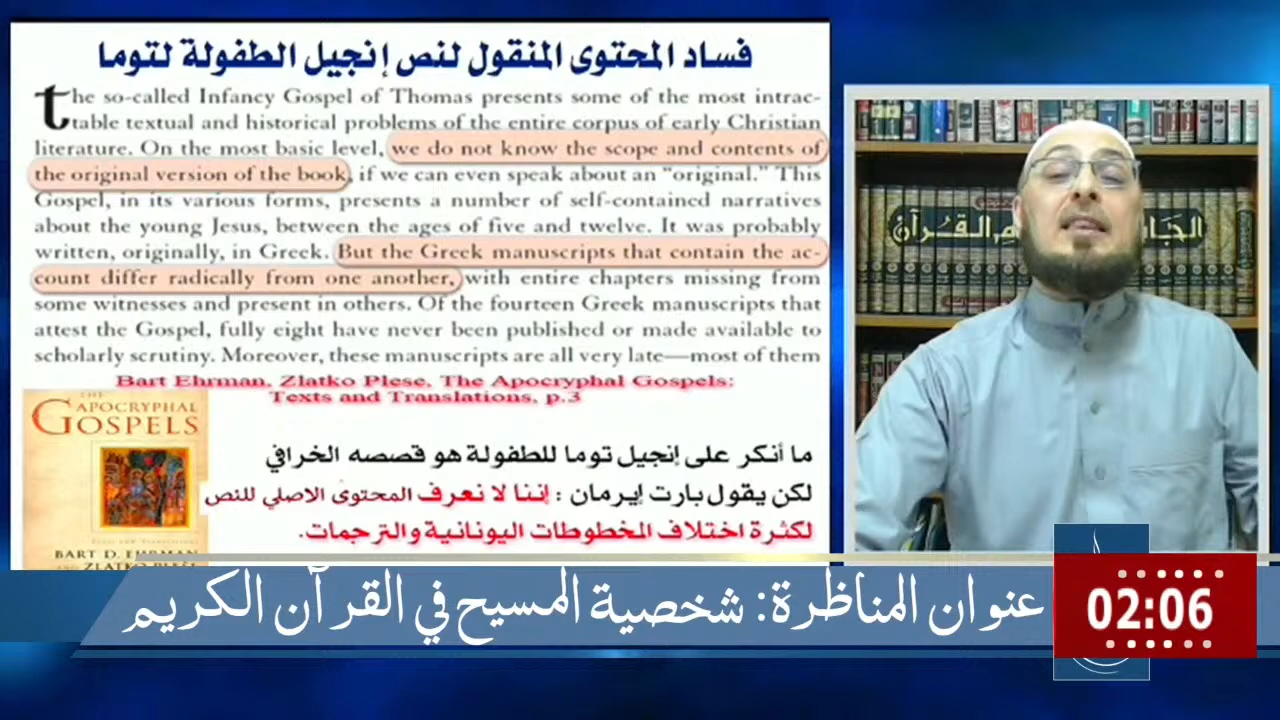 فساد المحتوى المنقول لنص إنجيل الطفولة لتوما
the so-called Infancy Gospel of Thomas presents some of the most intrac-
table textual and historical problems of the entire corpus of early Christian
literature. On the most basic level, we do not know the scope and contents of
the original version of the book, if we can even speak about an “original.” This
Gospel, in its various forms, presents a number of self-contained narratives
about the young Jesus, between the ages of five and twelve. It was probably
written, originally, in Greek. But the Greek manuscripts that contain the ac-
count differ radically from one another, with entire chapters missing from
some witnesses and present in others. Of the fourteen Greek manuscripts that
attest the Gospel, fully eight have never been published or made available to
scholarly scrutiny. Moreover, these manuscripts are all very late—most of them
Bart Ehrman, Zlatko Plese, The Apocryphal Gospels:
Texts and Translations, p.3
THE
APOCRYPHAL
GOSPELS
BART D. EHRMAN
AND ZLATKO PLEŠE
ما أنكر على إنجيل توما للطفولة هو قصصه الخرافي
لكن يقول بارت إيرمان : إننا لا نعرف المحتوى الاصلي للنص
لكثرة اختلاف المخطوطات اليونانية والترجمات.
القرآن
عنوان المناظرة: شخصية المسيح في القرآن الكريم
02:06